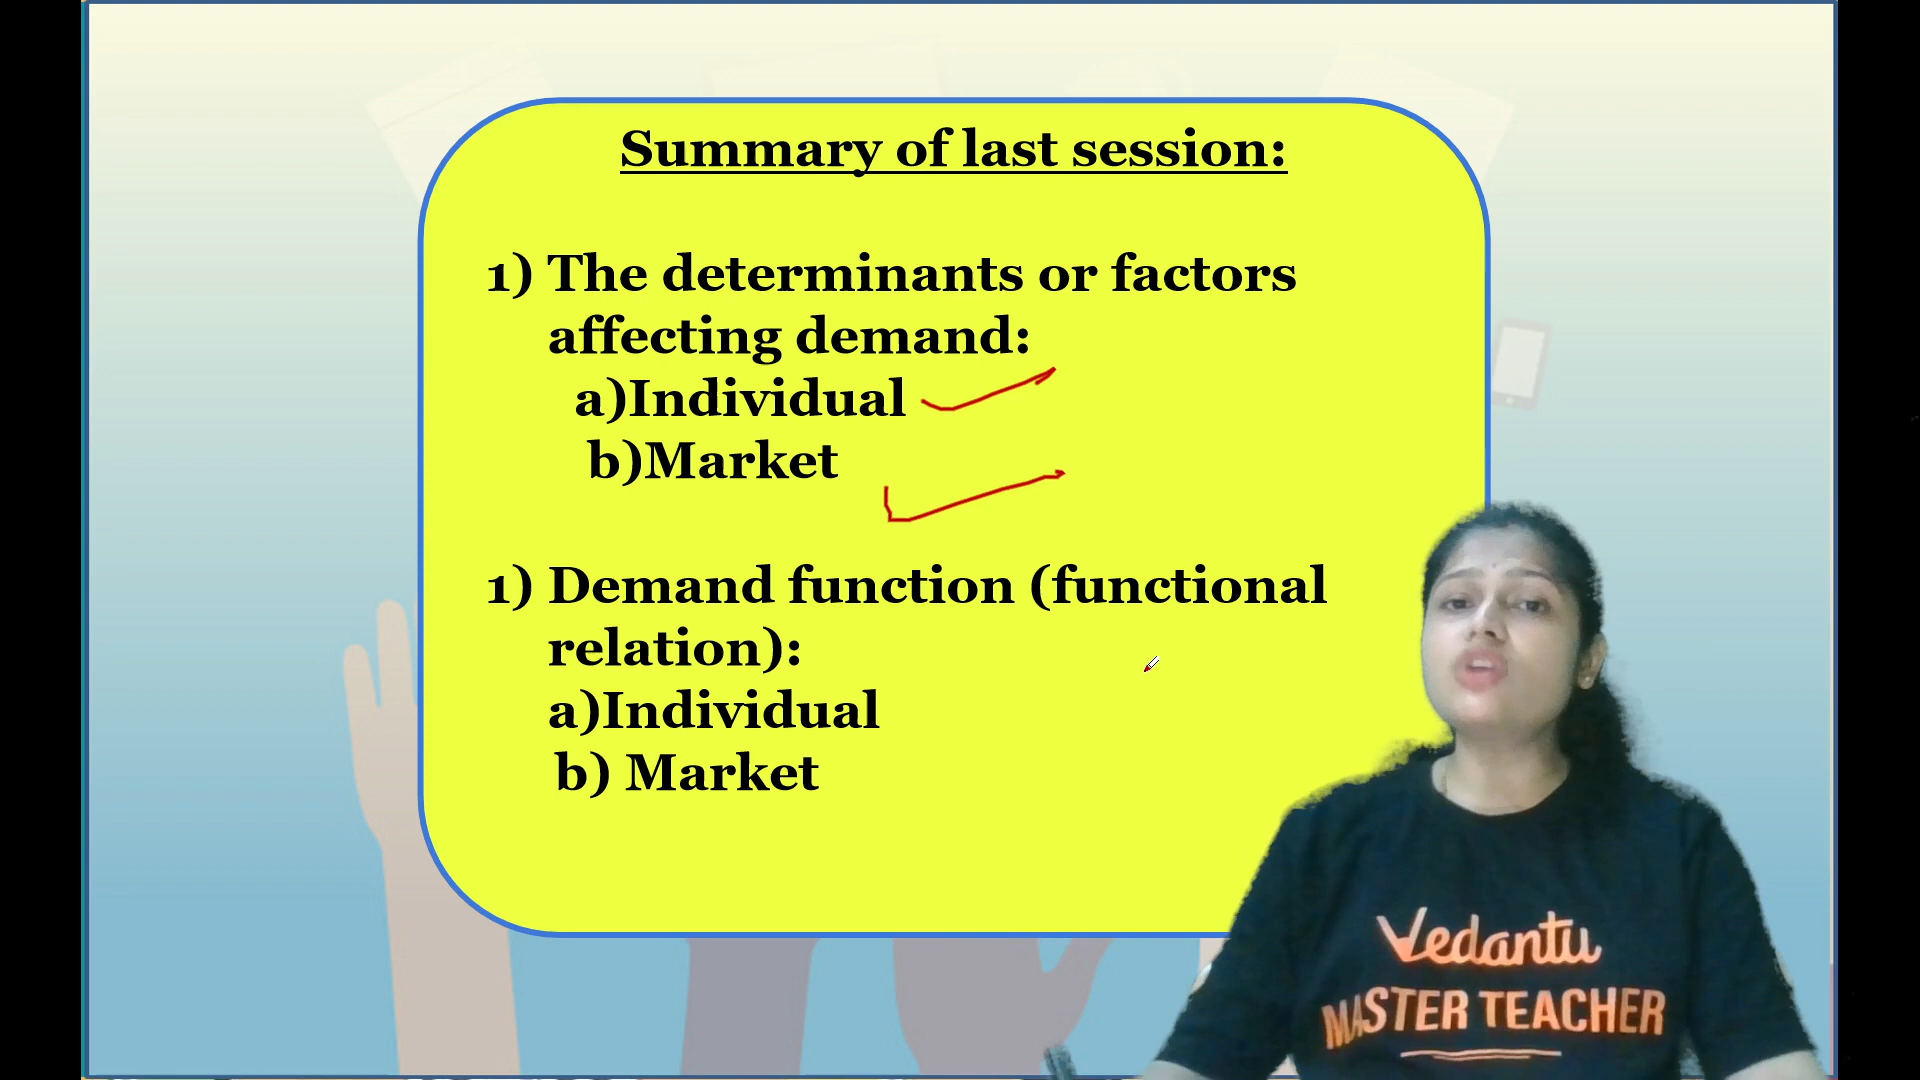 Summary of last session:
1) The determinants or factors
affecting demand:
a)Individual
b)Market
1) Demand function (functional
relation):
a)Individual
b) Market
Vedantu
MASTER TEACHER